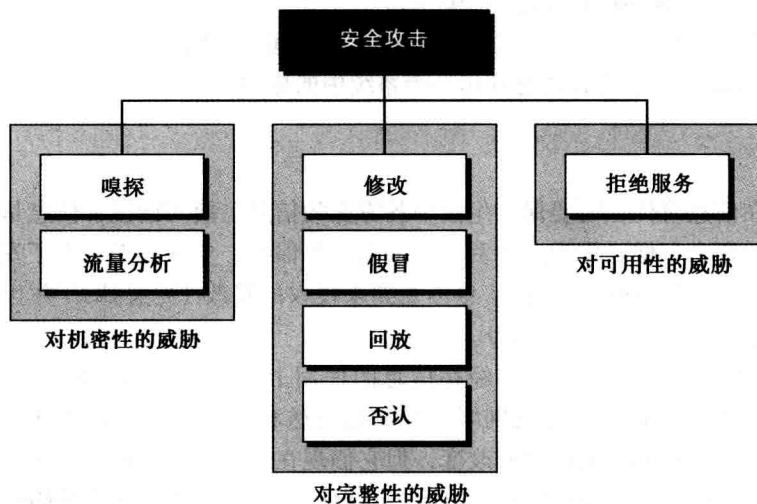 安全攻击
嗅探
流量分析
对机密性的威胁
修改
假冒
回放
否认
对完整性的威胁
拒绝服务
对可用性的威胁